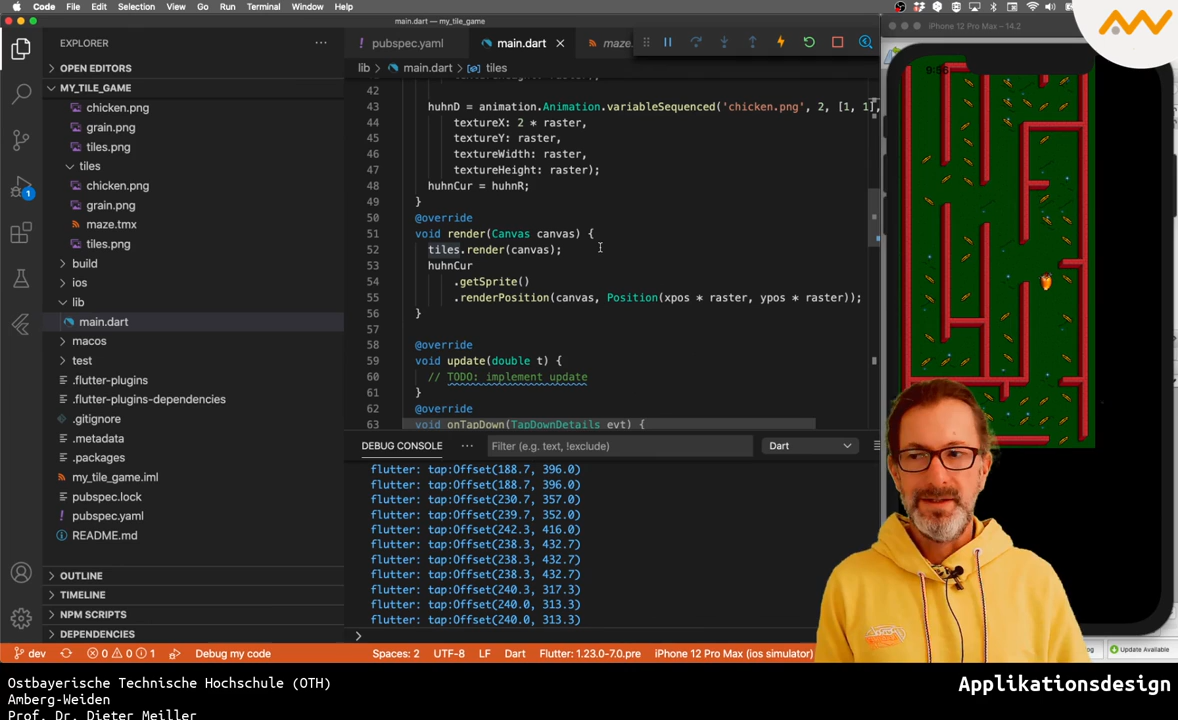 Code File Edit Selection View Go Run Terminal Window Help
main.dart — my_tile_game
iPhone 12 Pro Max – 14.2
EXPLORER
pubspec.yaml
main.dart
maze.
lib > main.dart > tiles
9:56
OPEN EDITORS
MY_TILE_GAME
chicken.png
grain.png
tiles.png
tiles
chicken.png
grain.png
maze.tmx
tiles.png
build
ios
lib
main.dart
macos
test
.flutter-plugins
.flutter-plugins-dependencies
.gitignore
.metadata
.packages
my_tile_game.iml
pubspec.lock
pubspec.yaml
README.md
OUTLINE
TIMELINE
NPM SCRIPTS
DEPENDENCIES
1
42
43 huhnD = animation.Animation.variableSequenced('chicken.png', 2, [1, 1],
44 textureX: 2 * raster,
45 textureY: raster,
46 textureWidth: raster,
47 textureHeight: raster);
48 huhnCur = huhnR;
49 }
50 @override
51 void render(Canvas canvas) {
52 tiles.render(canvas);
53 huhnCur
54 .getSprite()
55 .renderPosition(canvas, Position(xpos * raster, ypos * raster));
56 }
57
58 @override
59 void update(double t) {
60 // TODO: implement update
61 }
62 @override
63 void onTapDown(TapDownDetails evt) {
DEBUG CONSOLE
Filter (e.g. text, !exclude)
Dart
flutter: tap:Offset(188.7, 396.0)
flutter: tap:Offset(188.7, 396.0)
flutter: tap:Offset(230.7, 357.0)
flutter: tap:Offset(239.7, 352.0)
flutter: tap:Offset(242.3, 416.0)
flutter: tap:Offset(238.3, 432.7)
flutter: tap:Offset(238.3, 432.7)
flutter: tap:Offset(238.3, 432.7)
flutter: tap:Offset(240.3, 317.3)
flutter: tap:Offset(240.0, 313.3)
flutter: tap:Offset(240.0, 313.3)
dev 0 0 1 Debug my code
Spaces: 2 UTF-8 LF Dart Flutter: 1.23.0-7.0.pre iPhone 12 Pro Max (ios simulator)
Update Available
Ostbayerische Technische Hochschule (OTH)
Amberg-Weiden
Prof. Dr. Dieter Meiller
Applikationsdesign